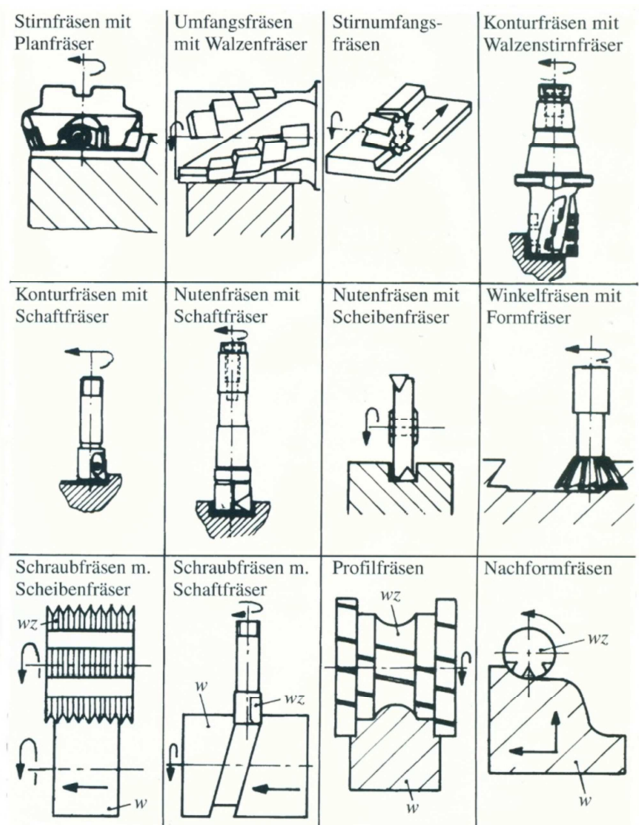 Stirnfräsen mit
Planfräser
Umfangsfräsen
mit Walzenfräser
Stirnumfangs-
fräsen
Konturfräsen mit
Walzenstirnfräser
Konturfräsen mit
Schaftfräser
Nutenfräsen mit
Schaftfräser
Nutenfräsen mit
Scheibenfräser
Winkelfräsen mit
Formfräser
Schraubfräsen m.
Scheibenfräser
wz
w
Schraubfräsen m.
Schaftfräser
w
wz
Profilfräsen
wz
w
Nachformfräsen
wz
w